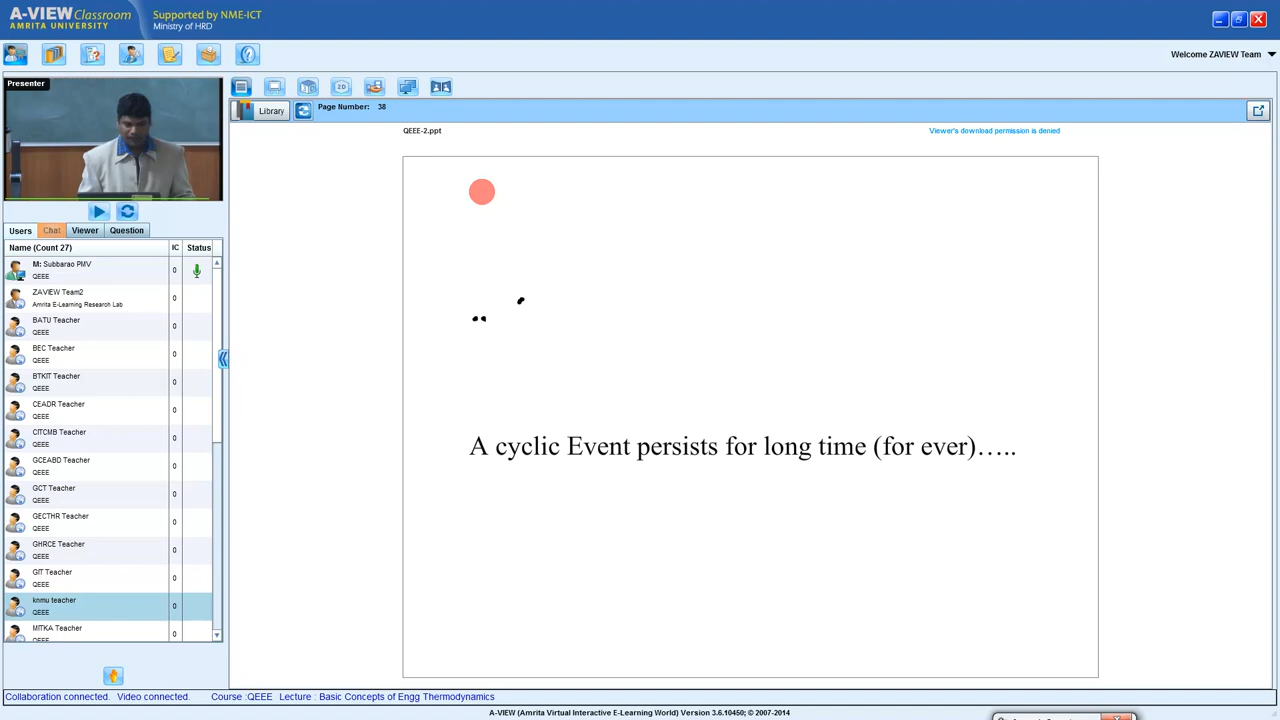 A-VIEW Classroom
AMRITA UNIVERSITY
Supported by NME-ICT
Ministry of HRD
Welcome ZAVIEW Team
Presenter
2D
Library
Page Number: 38
QEEE-2.ppt
Viewer's download permission is denied
Users Chat Viewer Question
Name (Count 27) IC Status
M: Subbarao PMV
QEEE
0
ZAVIEW Team2
Amrita E-Learning Research Lab
0
BATU Teacher
QEEE
0
BEC Teacher
QEEE
0
BTKIT Teacher
QEEE
0
CEADR Teacher
QEEE
0
CITCMB Teacher
QEEE
0
GCEABD Teacher
QEEE
0
GCT Teacher
QEEE
0
GECTHR Teacher
QEEE
0
GHRCE Teacher
QEEE
0
GIT Teacher
QEEE
0
knmu teacher
QEEE
0
MITKA Teacher
QEEE
0
A cyclic Event persists for long time (for ever)…..
Collaboration connected. Video connected. Course :QEEE Lecture : Basic Concepts of Engg Thermodynamics
A-VIEW (Amrita Virtual Interactive E-Learning World) Version 3.6.10450; © 2007-2014